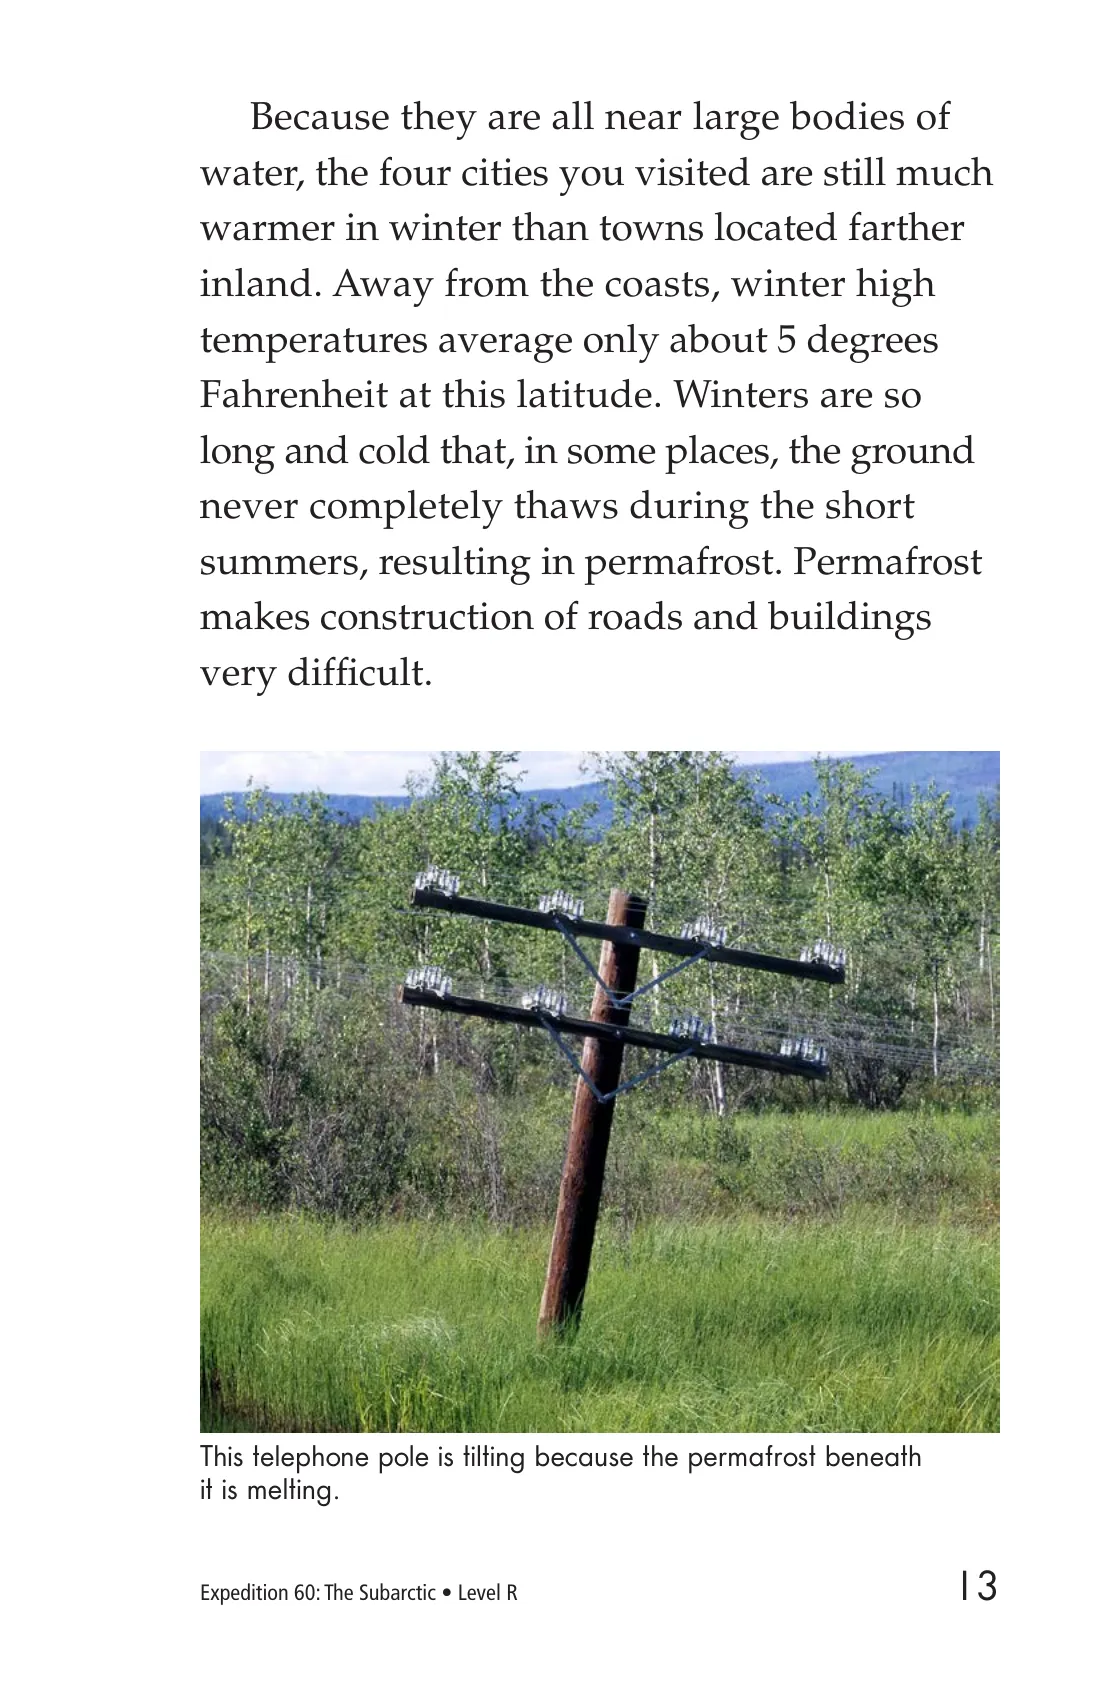 Because they are all near large bodies of
water, the four cities you visited are still much
warmer in winter than towns located farther
inland. Away from the coasts, winter high
temperatures average only about 5 degrees
Fahrenheit at this latitude. Winters are so
long and cold that, in some places, the ground
never completely thaws during the short
summers, resulting in permafrost. Permafrost
makes construction of roads and buildings
very difficult.
This telephone pole is tilting because the permafrost beneath
it is melting.
Expedition 60: The Subarctic • Level R
13